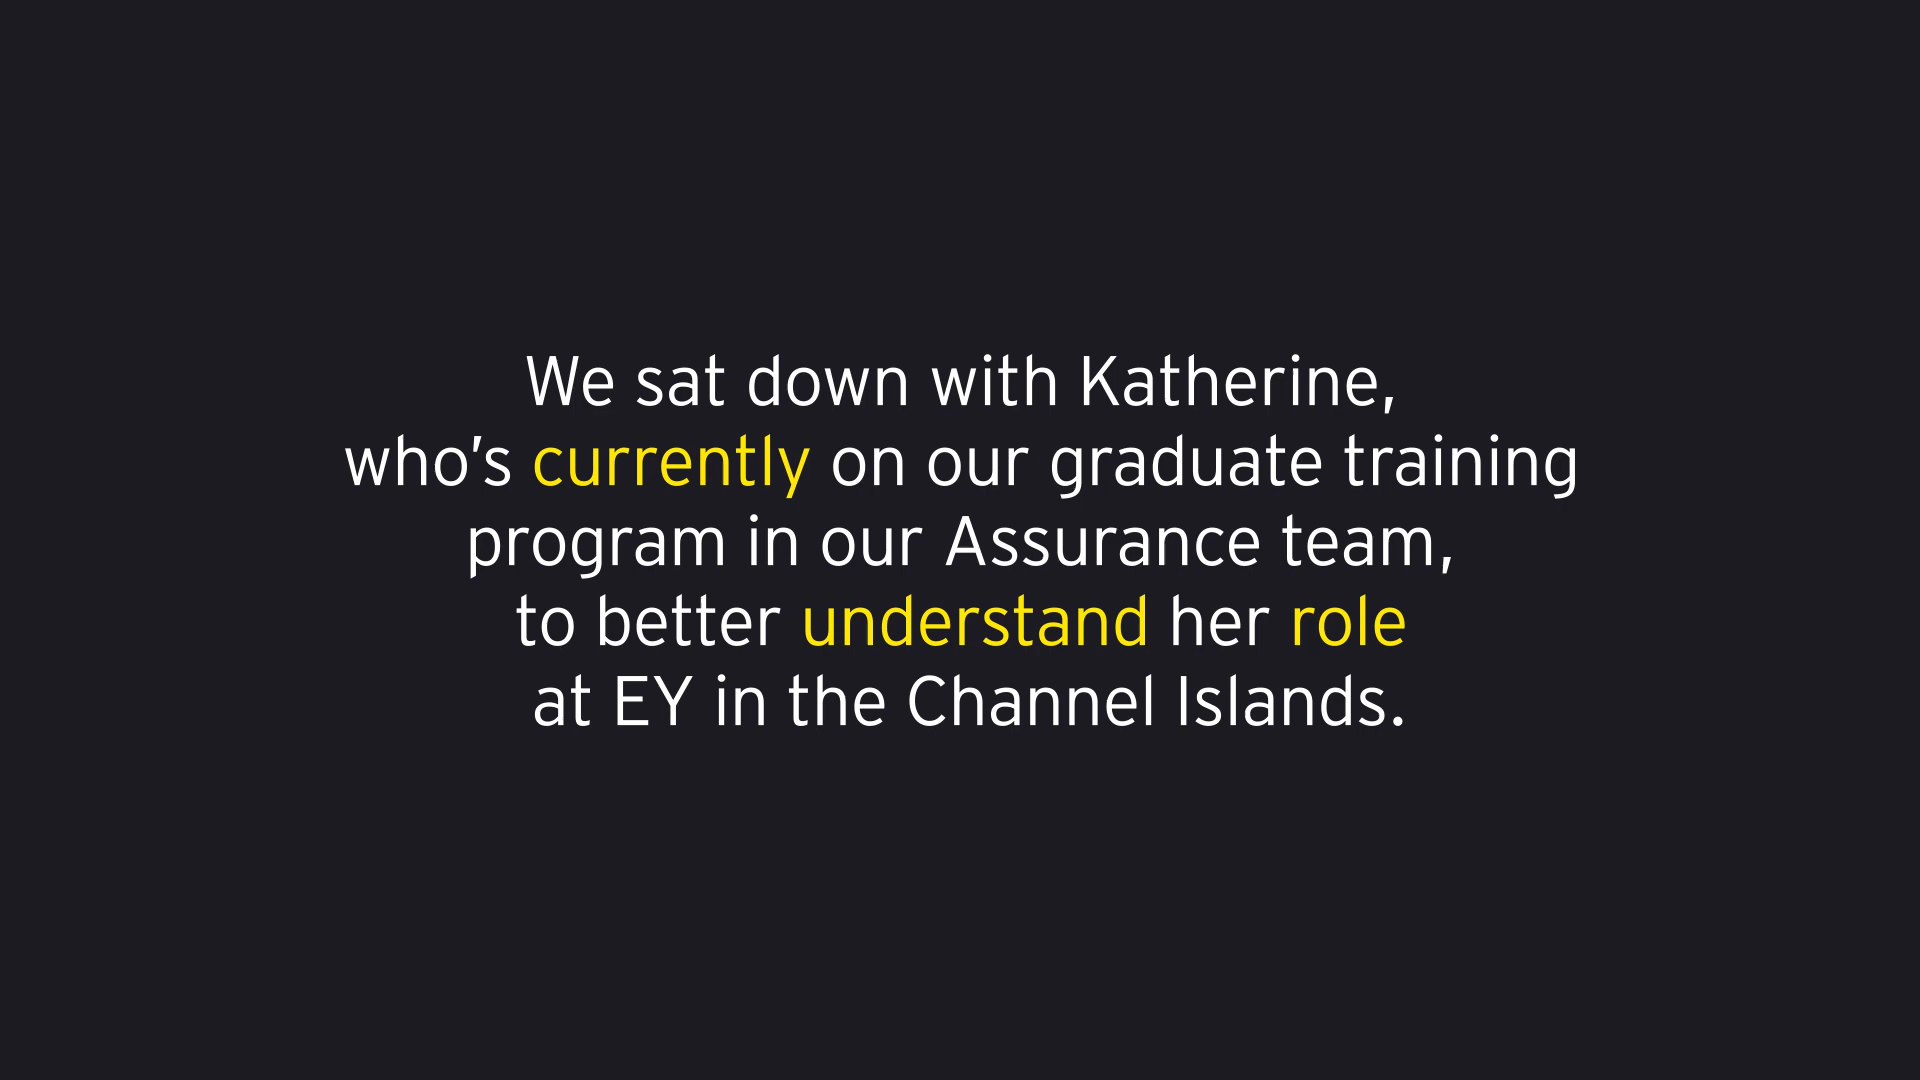 We sat down with Katherine,
who's currently on our graduate training
program in our Assurance team,
to better understand her role
at EY in the Channel Islands.